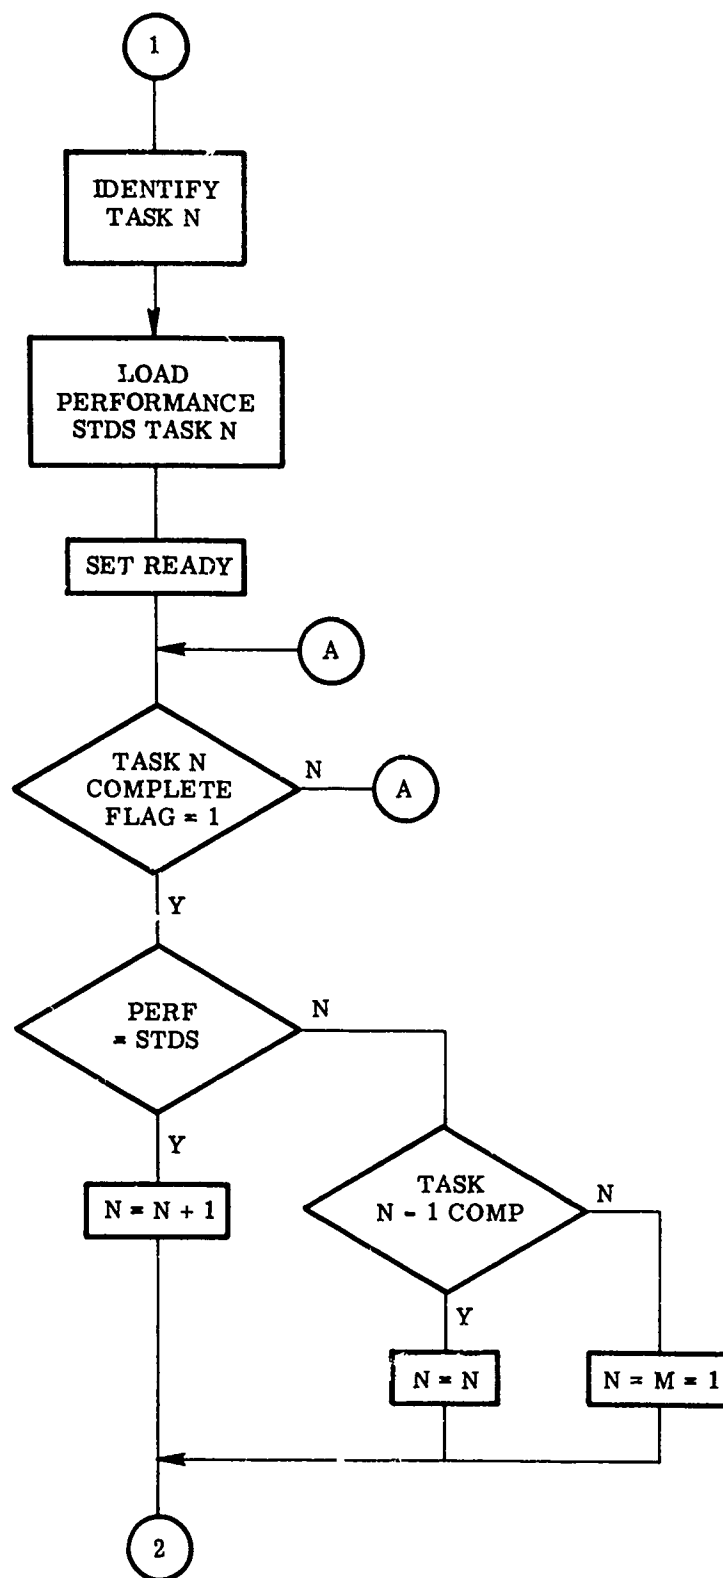 1
IDENTIFY
TASK N
LOAD
PERFORMANCE
STDS TASK N
SET READY
A
TASK N
COMPLETE
FLAG = 1
N
A
Y
PERF
= STDS
N
Y
N = N + 1
TASK
N - 1 COMP
N
Y
N = N
N = M = 1
2